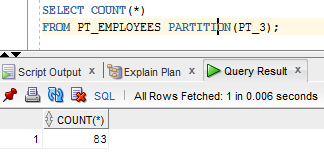 SELECT COUNT(*)
FROM PT_EMPLOYEES PARTITION(PT_3);
Script Output x Explain Plan x Query Result x
SQL | All Rows Fetched: 1 in 0.006 seconds
COUNT(*)
1 83